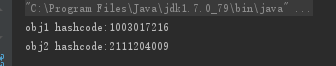 "C:\Program Files\Java\jdk1.7.0_79\bin\java" ...
obj1 hashcode:1003017216
obj2 hashcode:2111204009